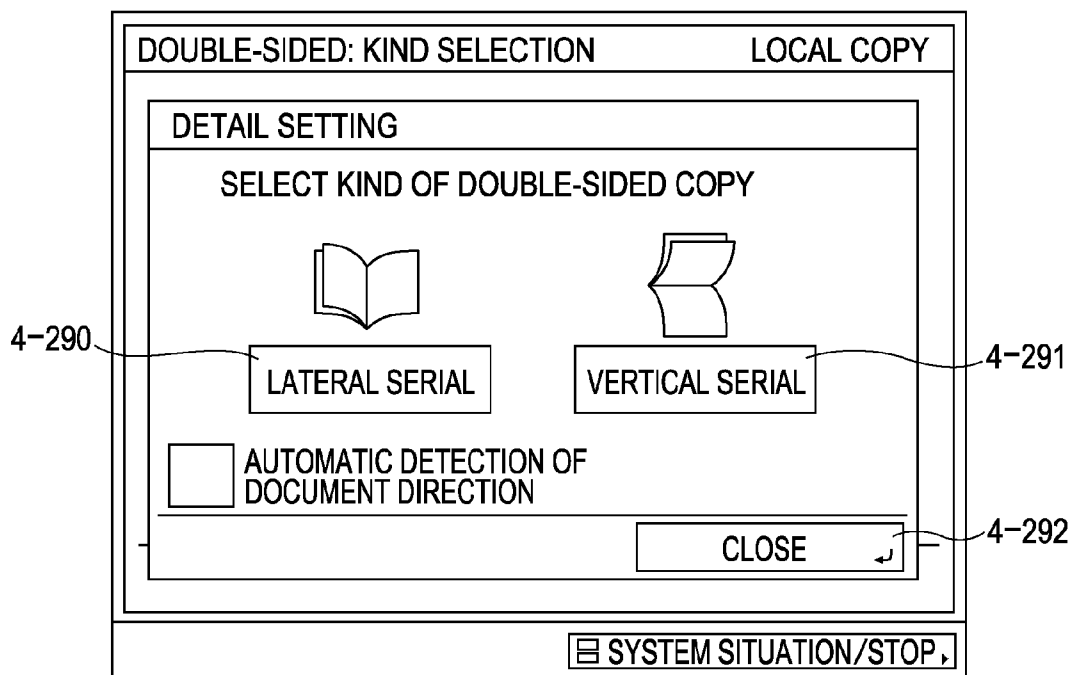 DOUBLE-SIDED: KIND SELECTION LOCAL COPY
DETAIL SETTING
SELECT KIND OF DOUBLE-SIDED COPY
4-290
4-291
LATERAL SERIAL VERTICAL SERIAL
AUTOMATIC DETECTION OF
DOCUMENT DIRECTION
CLOSE
4-292
SYSTEM SITUATION/STOP